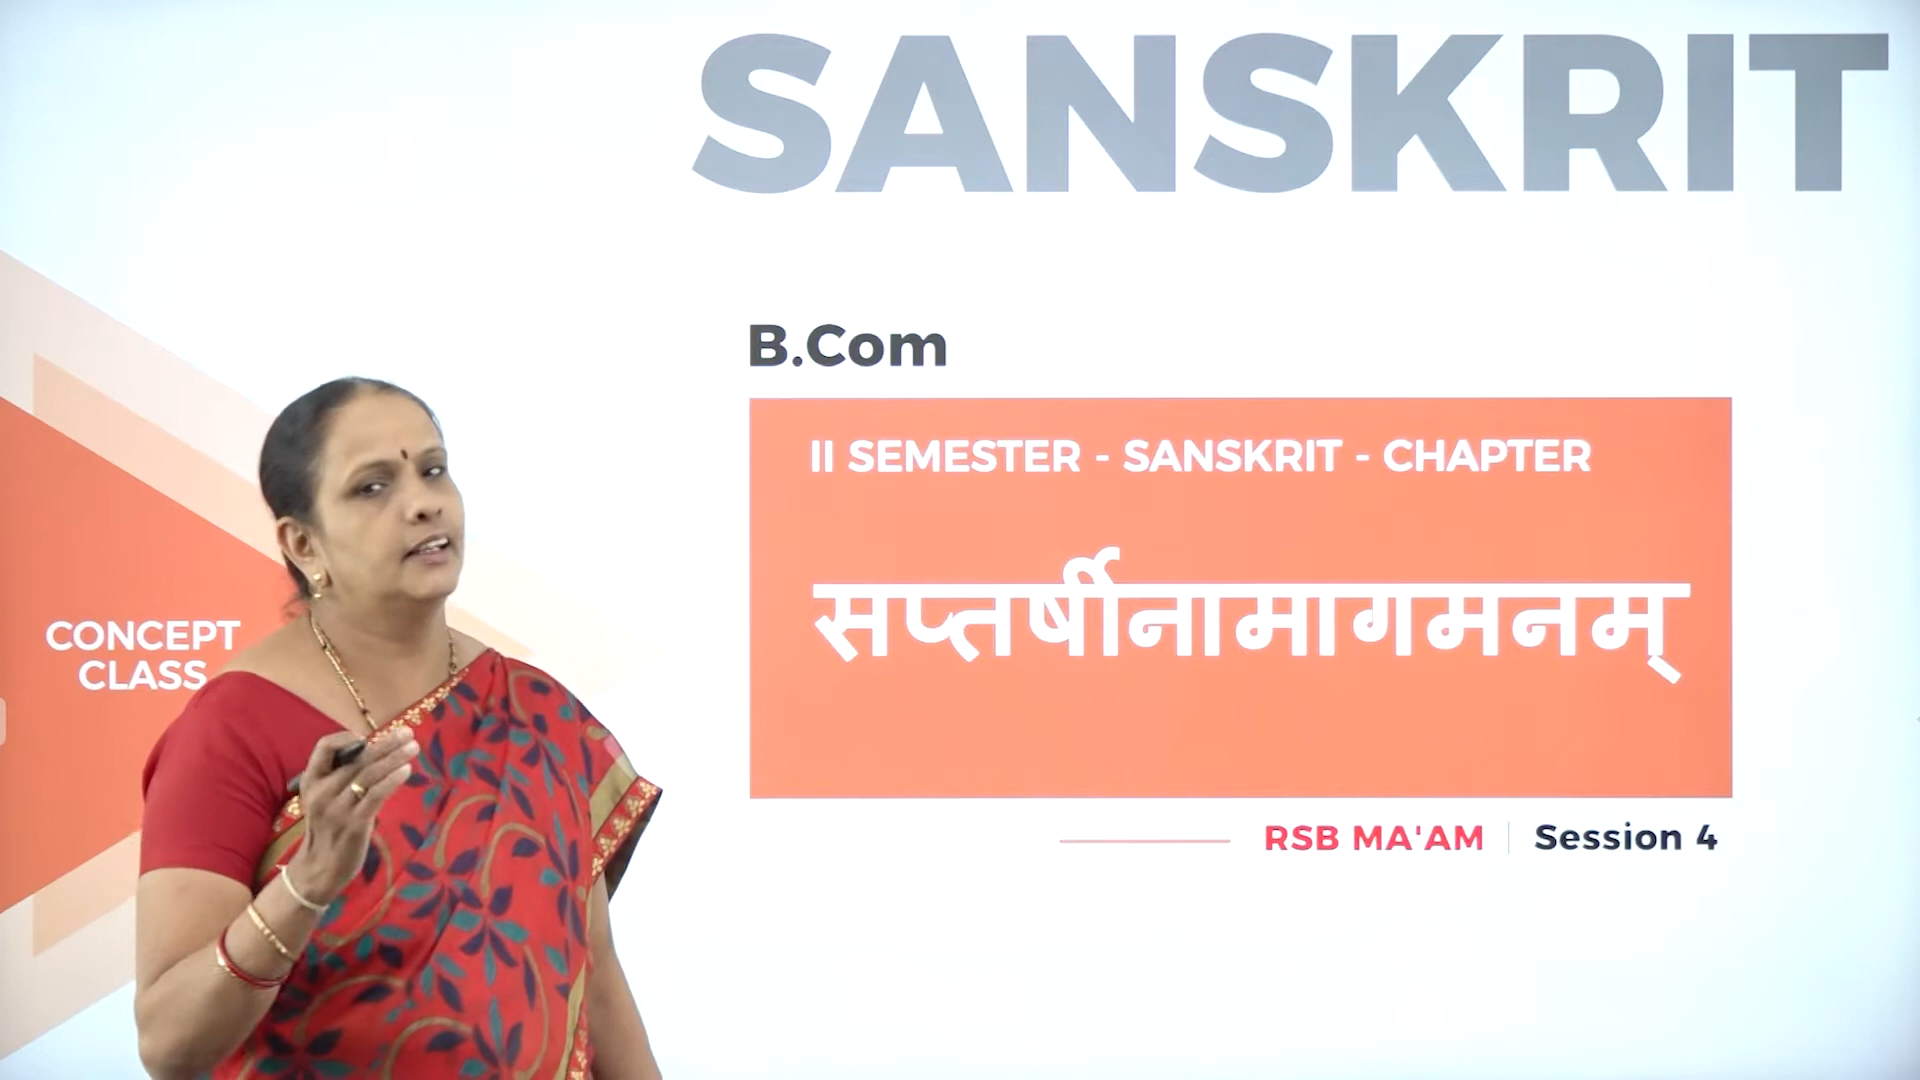 SANSKRIT
B.Com
II SEMESTER - SANSKRIT - CHAPTER
सप्तर्षीनामागमनम्
CONCEPT
CLASS
RSB MA'AM | Session 4